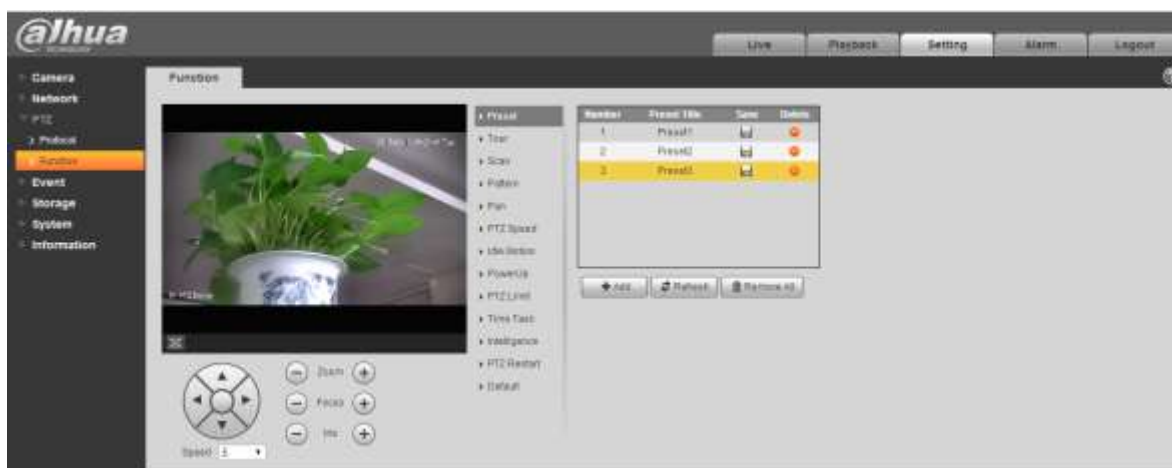 alhua
TECHNOLOGY
Live
Playback
Setting
Alarm
Logout
Camera
Network
PTZ
Protocol
Function
Event
Storage
System
Information
Function
Preset
Tour
Scan
Pattern
Pan
PTZ Speed
Idle Motion
PowerUp
PTZ Limit
Time Task
Intelligence
PTZ Restart
Default
Number Preset Title Save Delete
1 Preset1
2 Preset2
3 Preset3
Add
Refresh
Remove All
Zoom
Focus
Iris
Speed